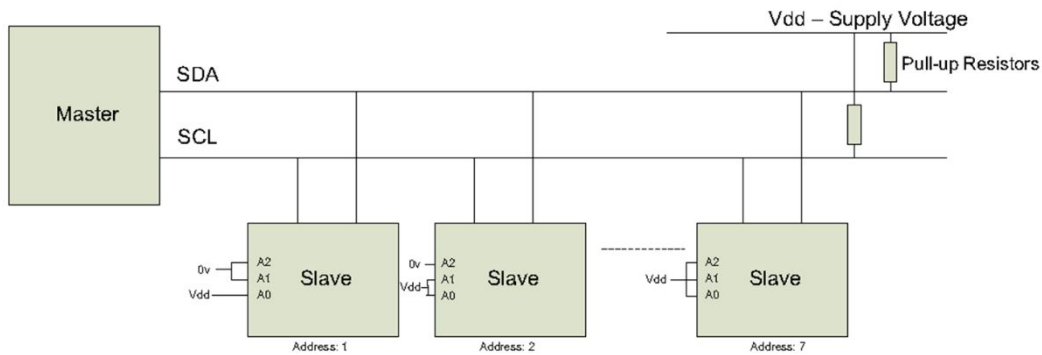 Vdd – Supply Voltage
Pull-up Resistors
SDA
Master
SCL
A2
0v
A1
Slave
Vdd
A0
Address: 1
0v
A2
A1
Slave
Vdd
A0
Address: 2
A2
Vdd
A1
Slave
A0
Address: 7